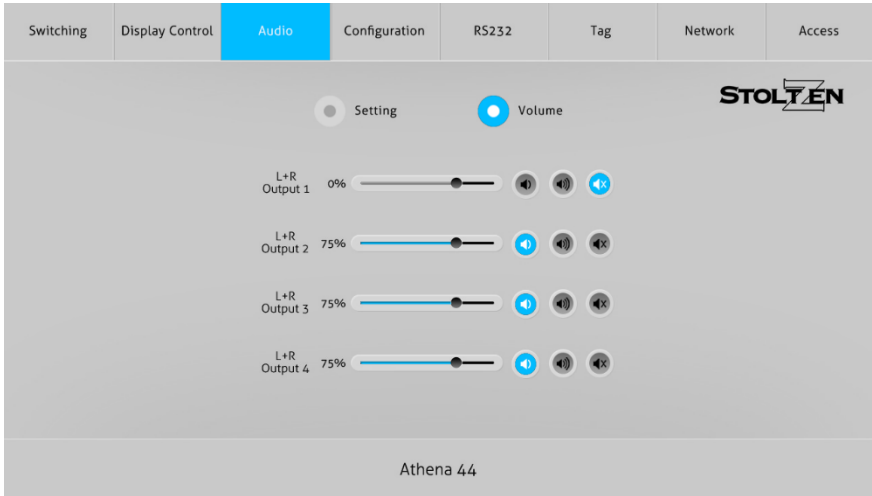 Switching Display Control Audio Configuration RS232 Tag Network Access
STOLTZEN
Setting Volume
L+R
Output 1 0%
L+R
Output 2 75%
L+R
Output 3 75%
L+R
Output 4 75%
Athena 44